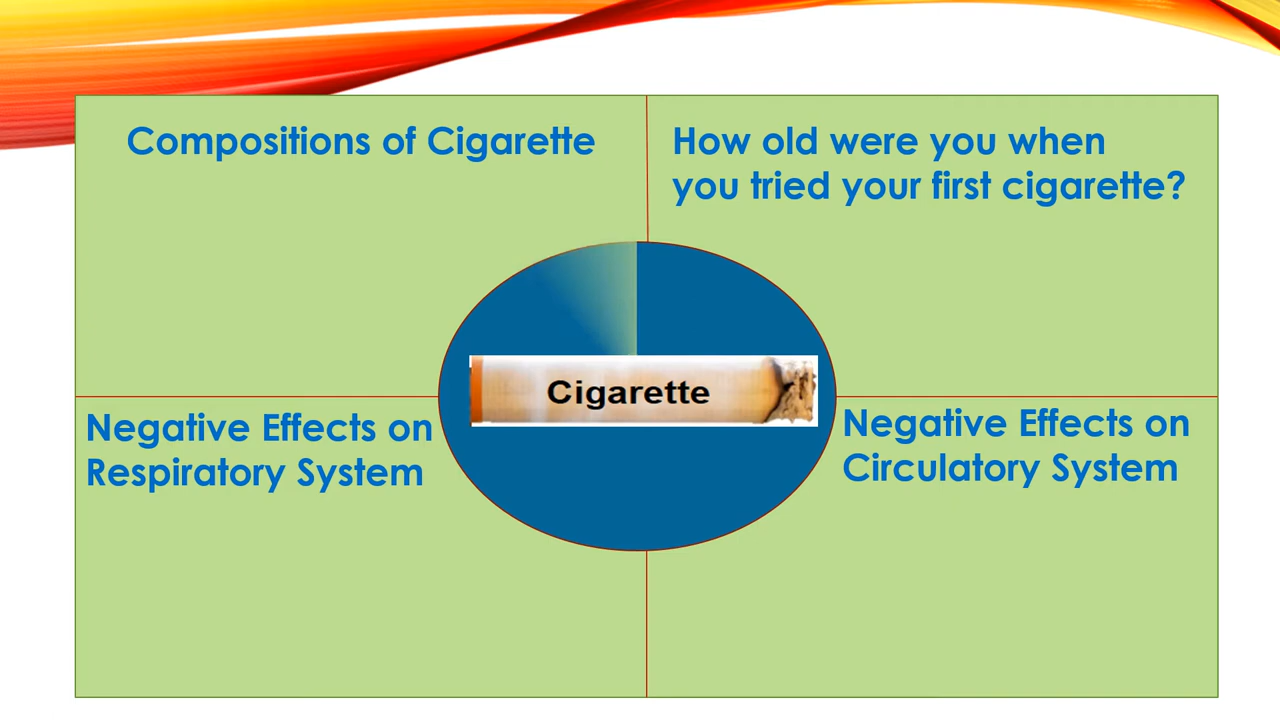 Compositions of Cigarette
How old were you when
you tried your first cigarette?
Cigarette
Negative Effects on
Respiratory System
Negative Effects on
Circulatory System